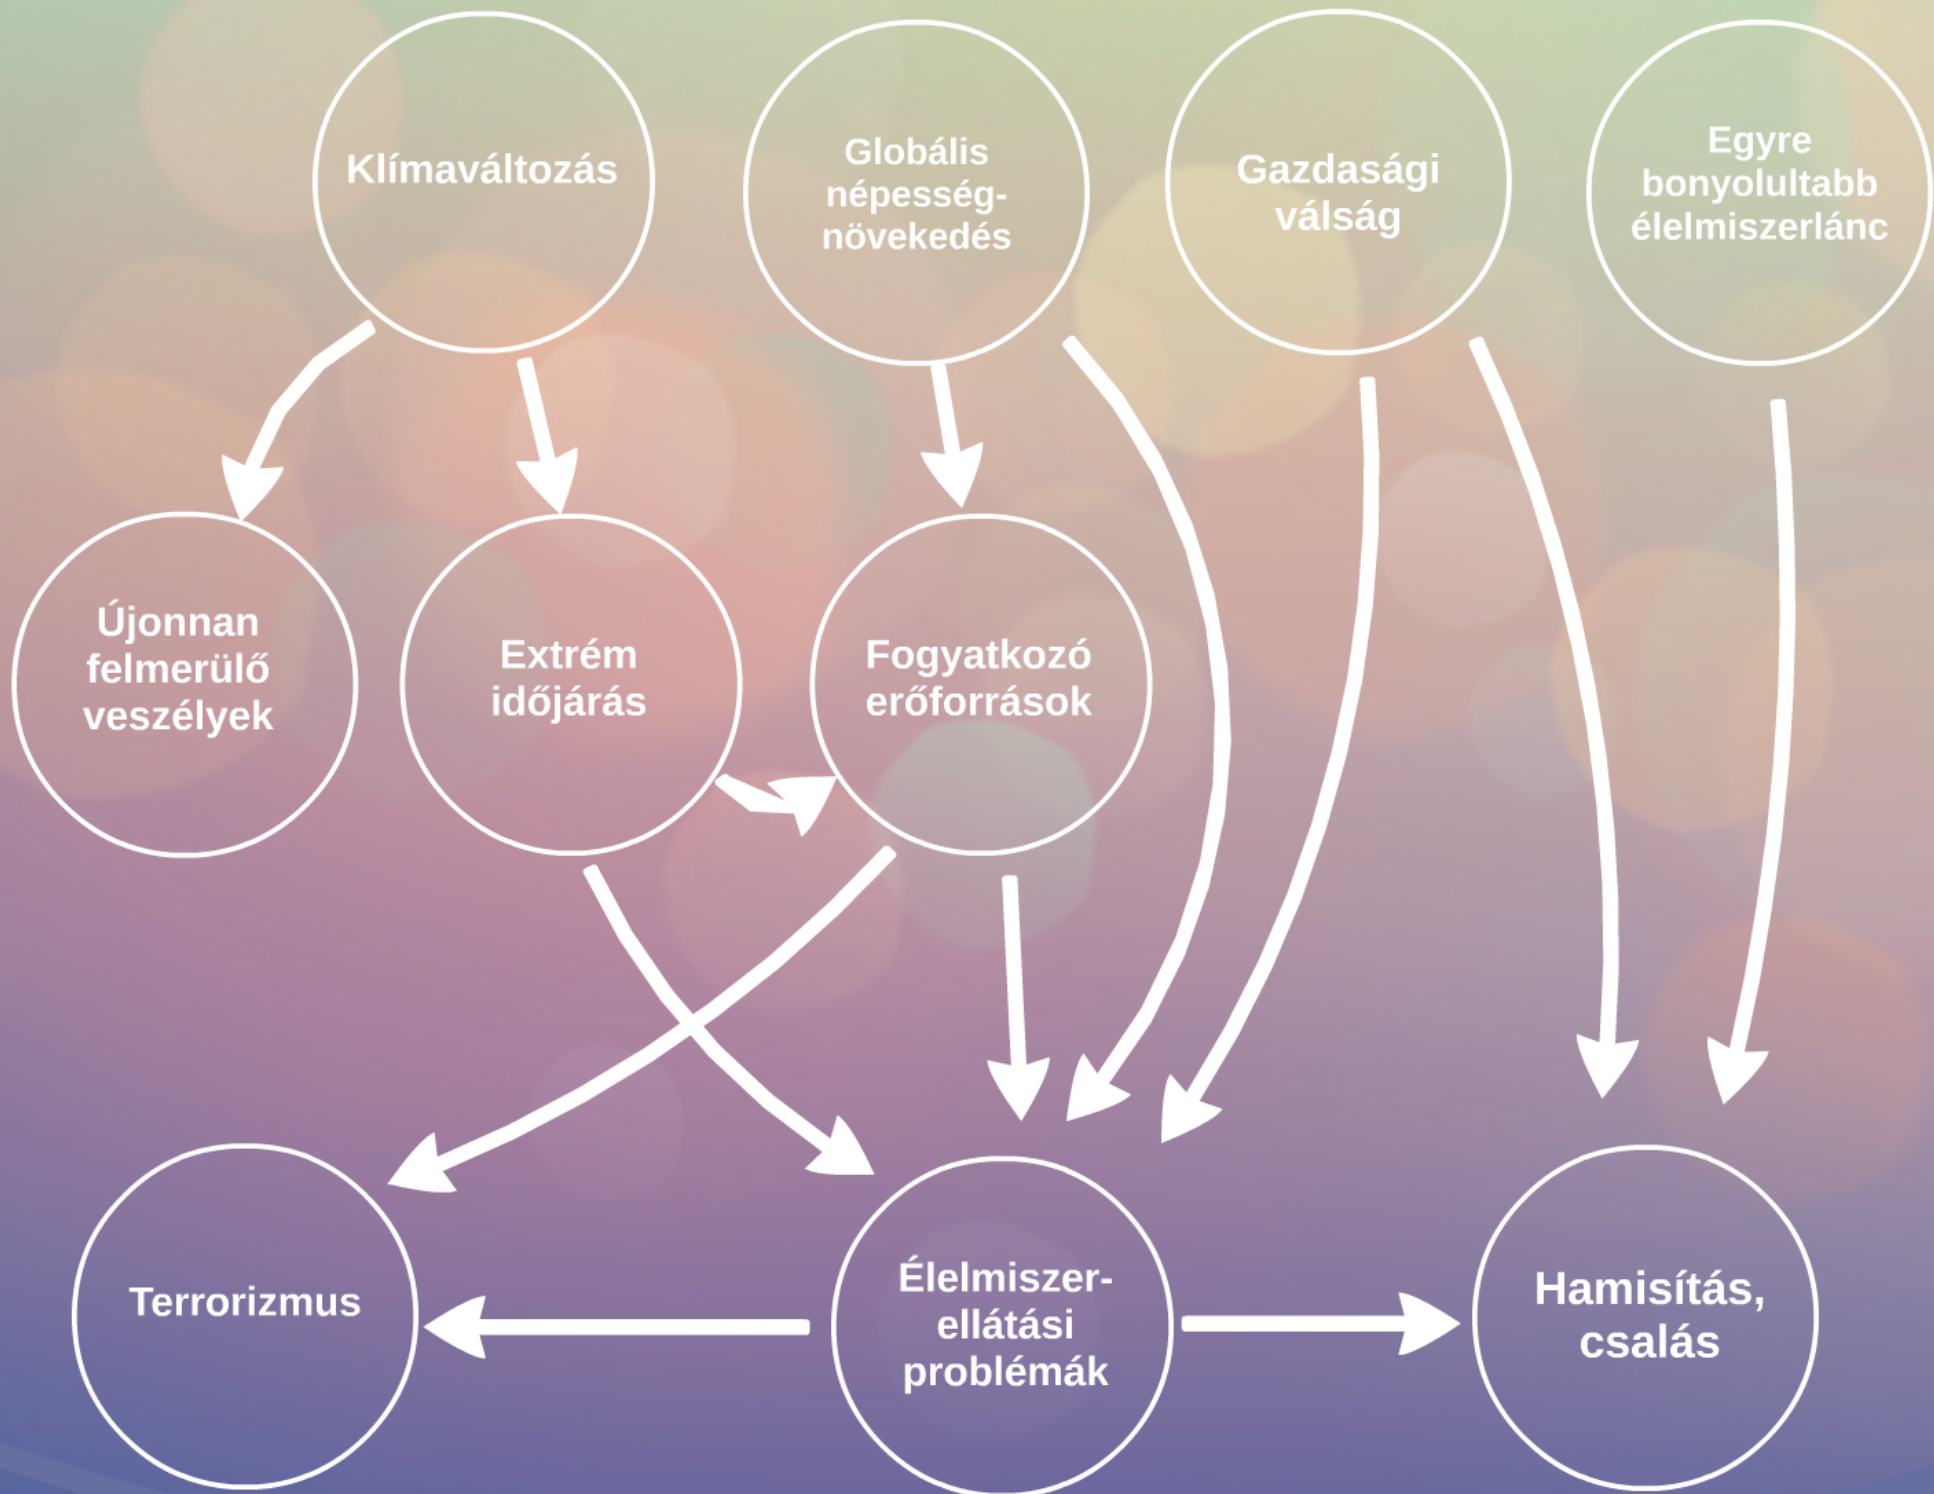 Klímaváltozás
Globális
népesség-
növekedés
Gazdasági
válság
Egyre
bonyolultabb
élelmiszerlánc
Újonnan
felmerülő
veszélyek
Extrém
időjárás
Fogyatkozó
erőforrások
Terrorizmus
Élelmiszer-
ellátási
problémák
Hamisítás,
csalás